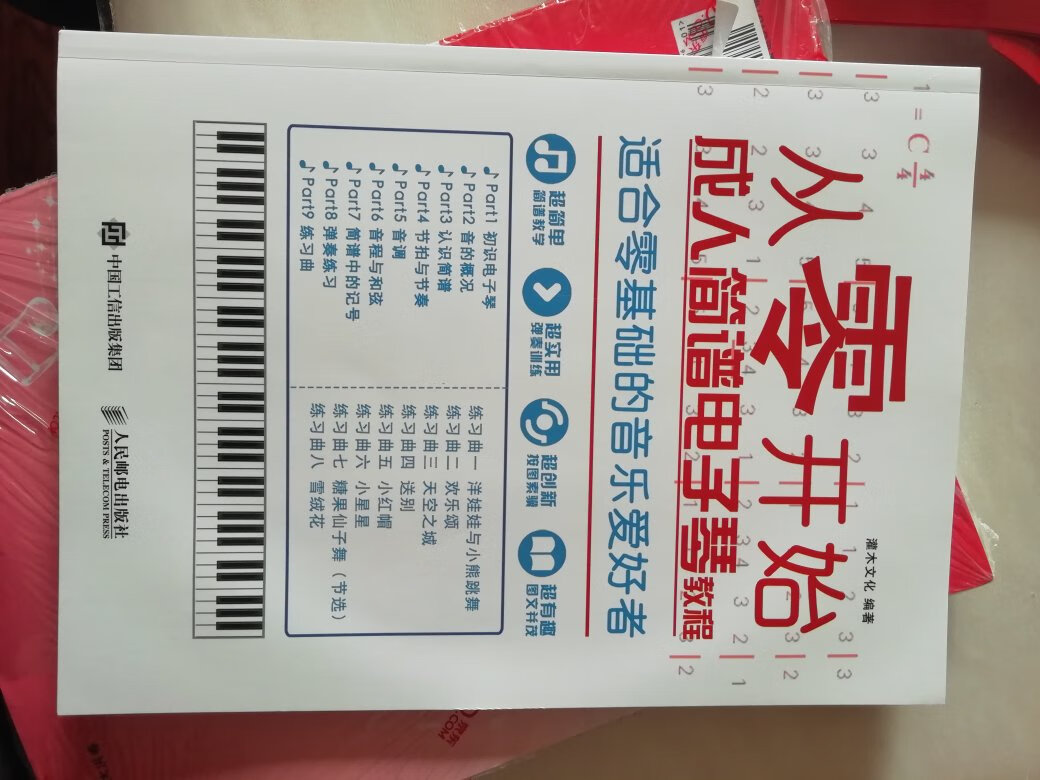 1=C 4/4
从零开始
灌木文化 编著
成人简谱电子琴教程
适合零基础的音乐爱好者
超简单
简谱教学
超实用
弹奏训练
超创新
按图索骥
超有趣
图文并茂
Part1 初识电子琴
Part2 音的概况
Part3 认识简谱
Part4 节拍与节奏
Part5 音调
Part6 音程与和弦
Part7 简谱中的记号
Part8 弹奏练习
Part9 练习曲
练习曲一 洋娃娃与小熊跳舞
练习曲二 欢乐颂
练习曲三 天空之城
练习曲四 送别
练习曲五 小红帽
练习曲六 小星星
练习曲七 糖果仙子舞（节选）
练习曲八 雪绒花
中国工信出版集团
人民邮电出版社
POSTS & TELECOM PRESS
.COM